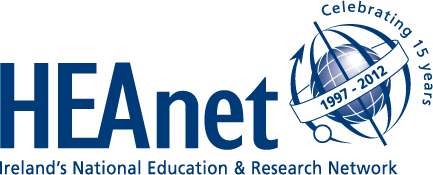 Celebrating 15 years
1997 - 2012
HEAnet
Ireland's National Education & Research Network